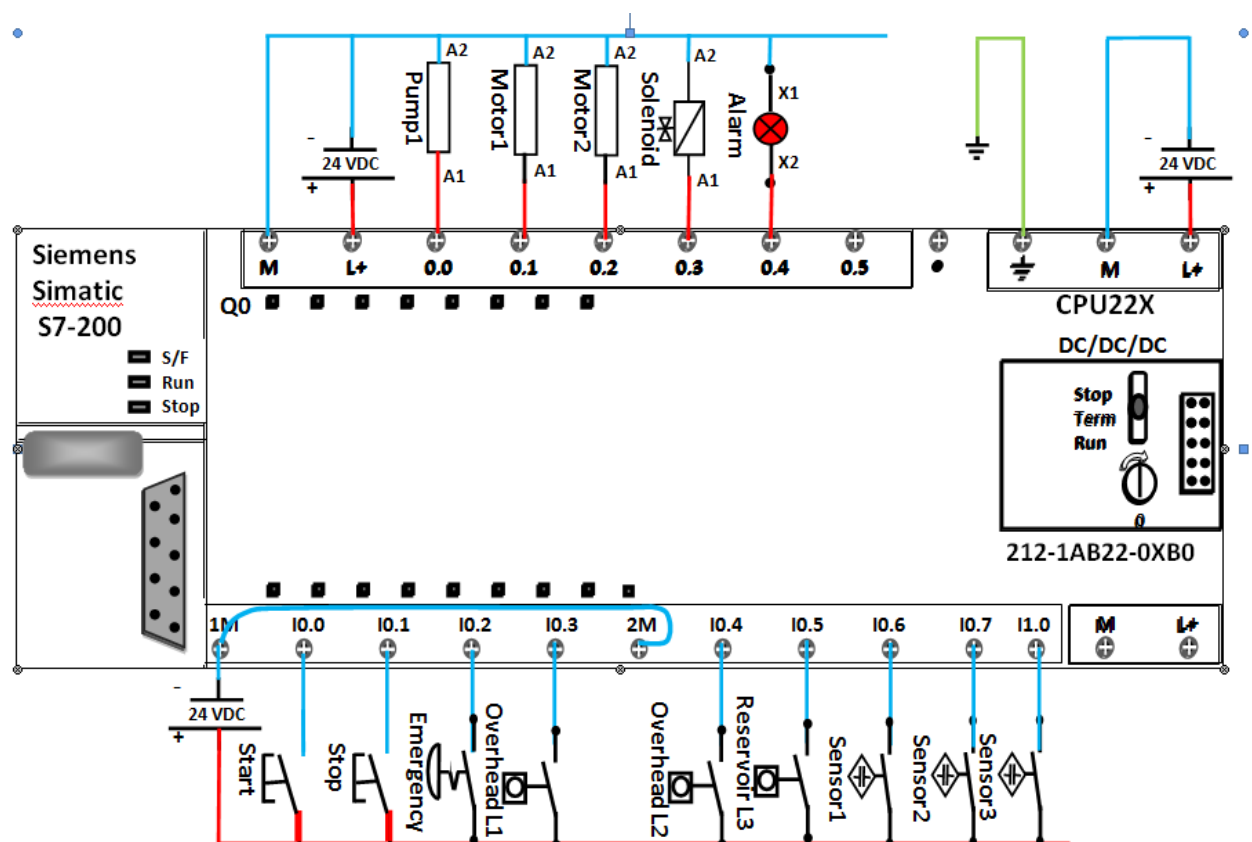 A2 A2 A2 A2
Pump1 Motor1 Motor2 Solenoid Alarm
X1
X2
A1 A1 A1 A1
-
24 VDC
+
-
24 VDC
+
M L+ 0.0 0.1 0.2 0.3 0.4 0.5 M L+
Siemens
Simatic
S7-200
Q0
CPU22X
DC/DC/DC
S/F
Run
Stop
Stop
Term
Run
0
212-1AB22-0XB0
1M I0.0 I0.1 I0.2 I0.3 2M I0.4 I0.5 I0.6 I0.7 I1.0 M L+
-
24 VDC
+
Start Stop Emergency Overhead L1 Overhead L2 Reservoir L3 Sensor1 Sensor2 Sensor3